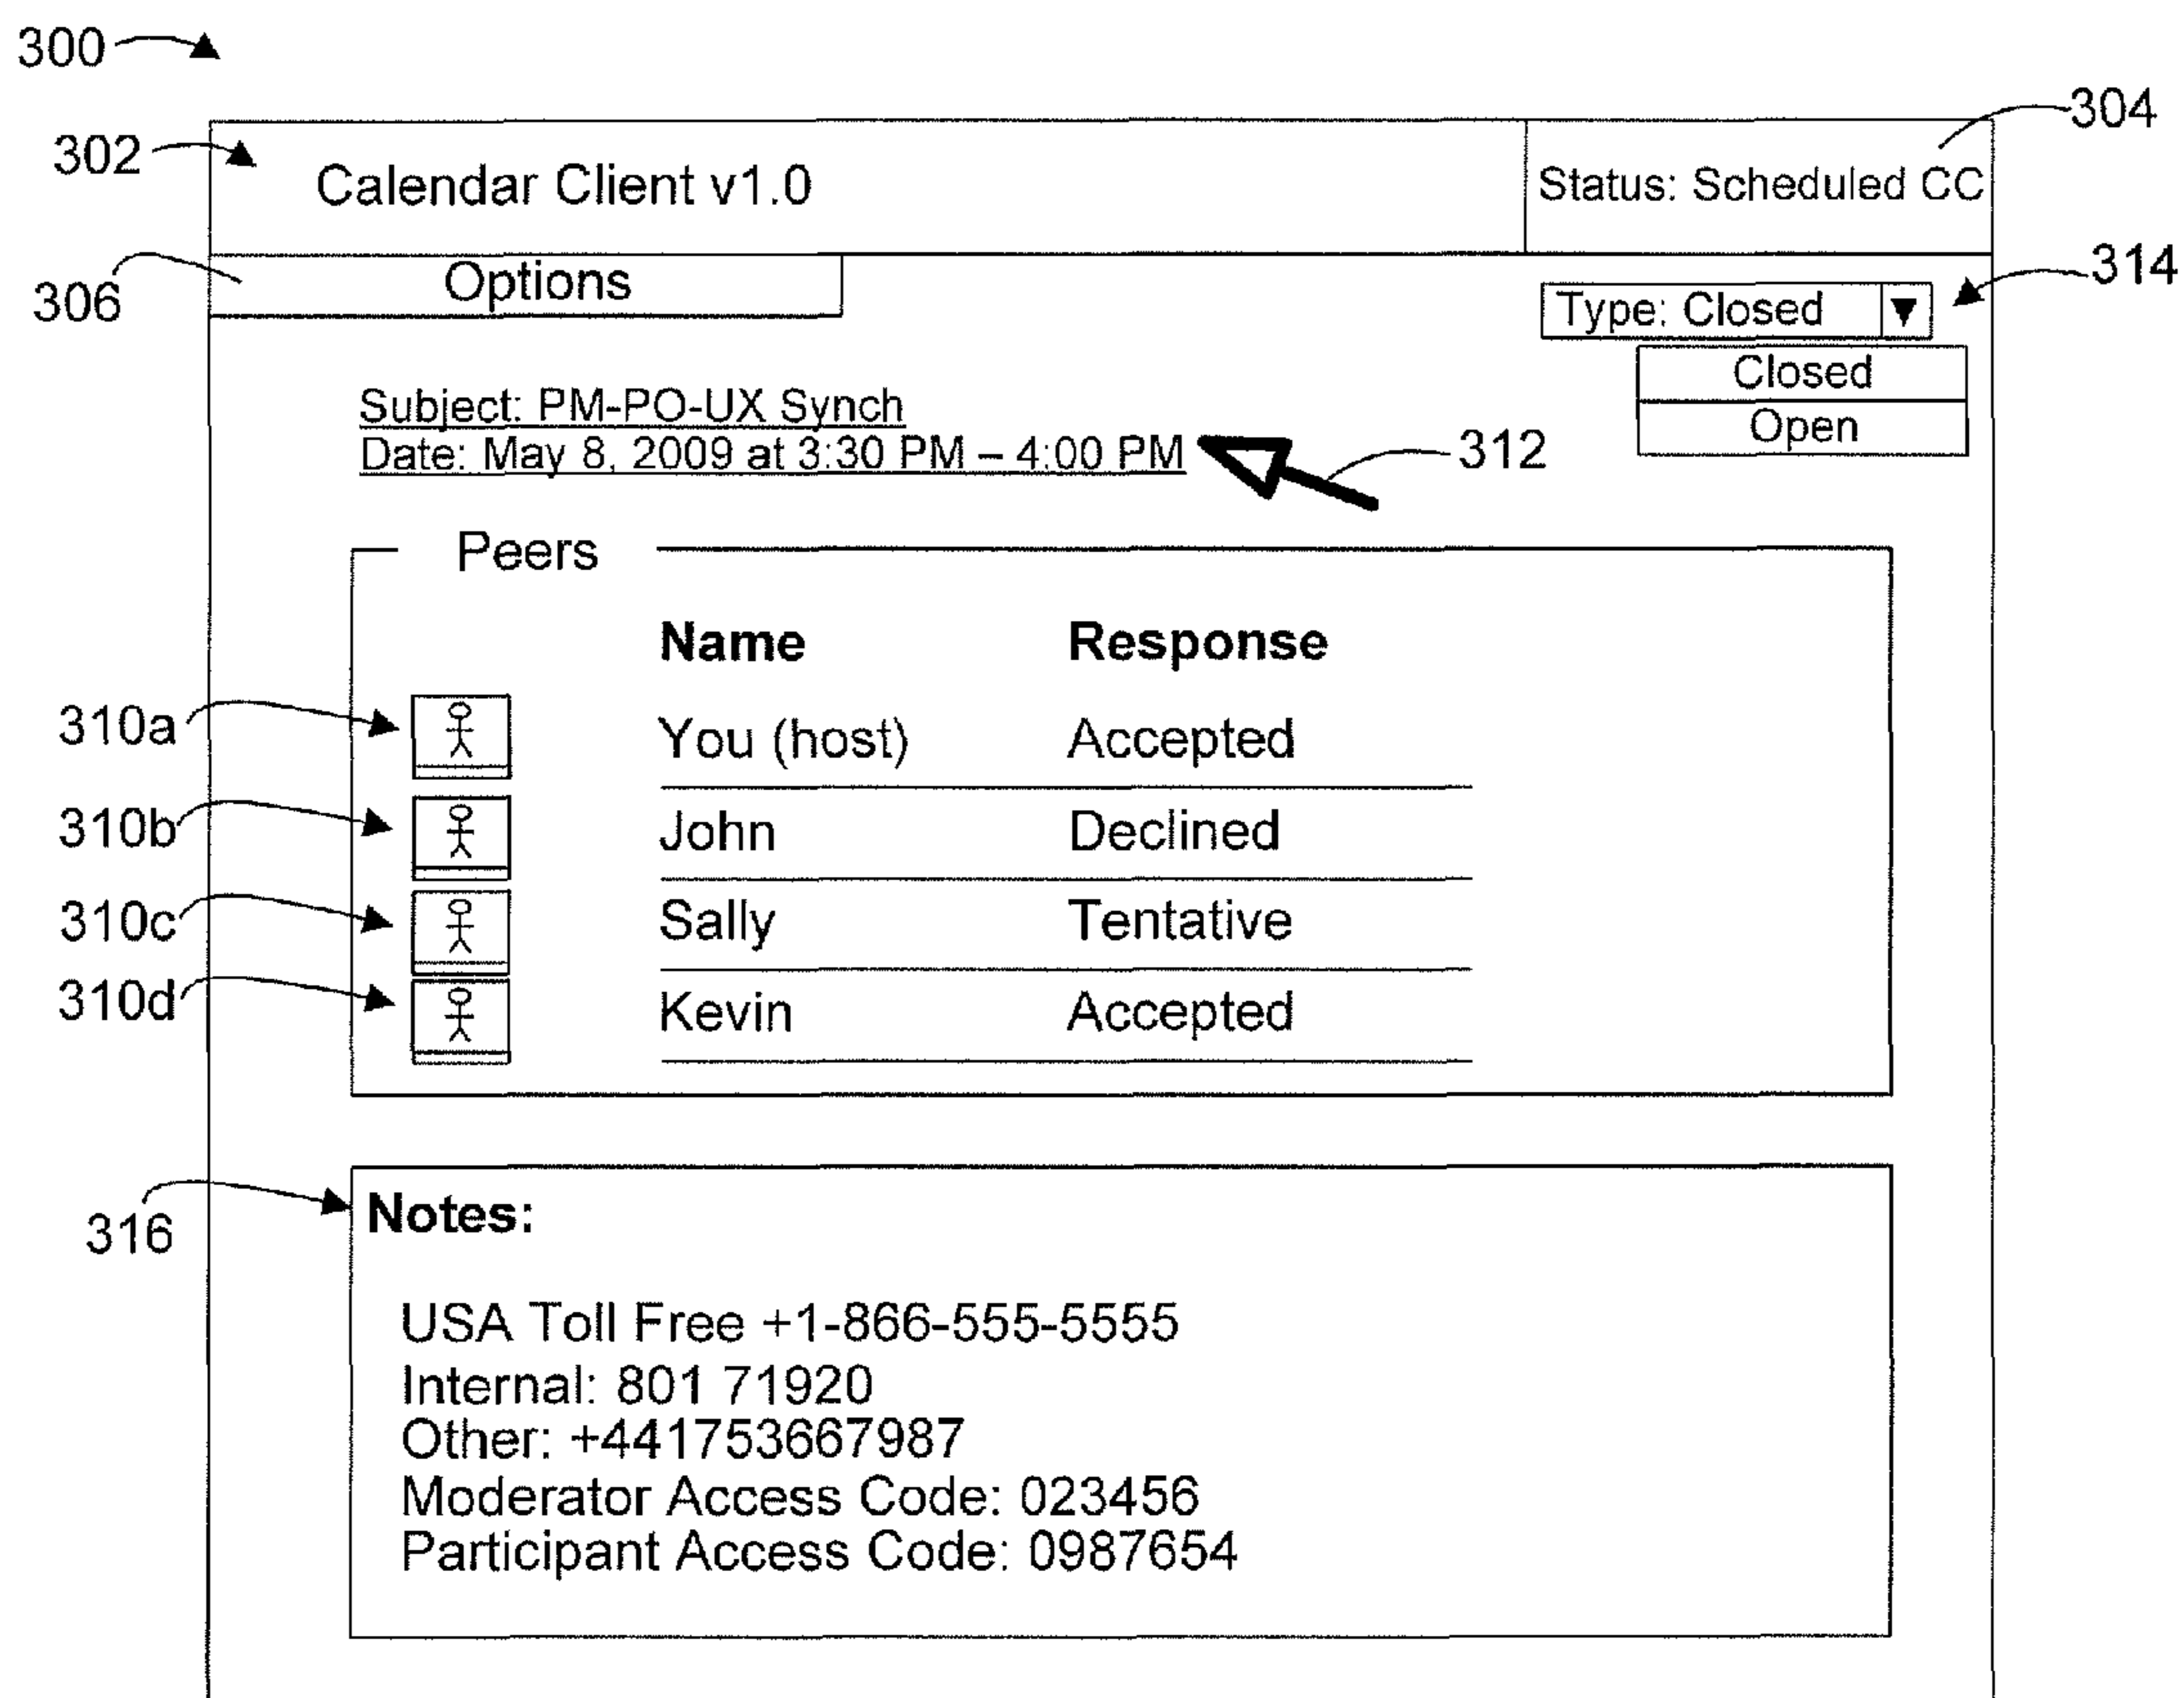 300
302
Calendar Client v1.0
Status: Scheduled CC
304
306
Options
Type: Closed ▼
314
Closed
Open
Subject: PM-PO-UX Synch
Date: May 8, 2009 at 3:30 PM – 4:00 PM
312
Peers
Name Response
310a You (host) Accepted
310b John Declined
310c Sally Tentative
310d Kevin Accepted
316
Notes:
USA Toll Free +1-866-555-5555
Internal: 801 71920
Other: +441753667987
Moderator Access Code: 023456
Participant Access Code: 0987654